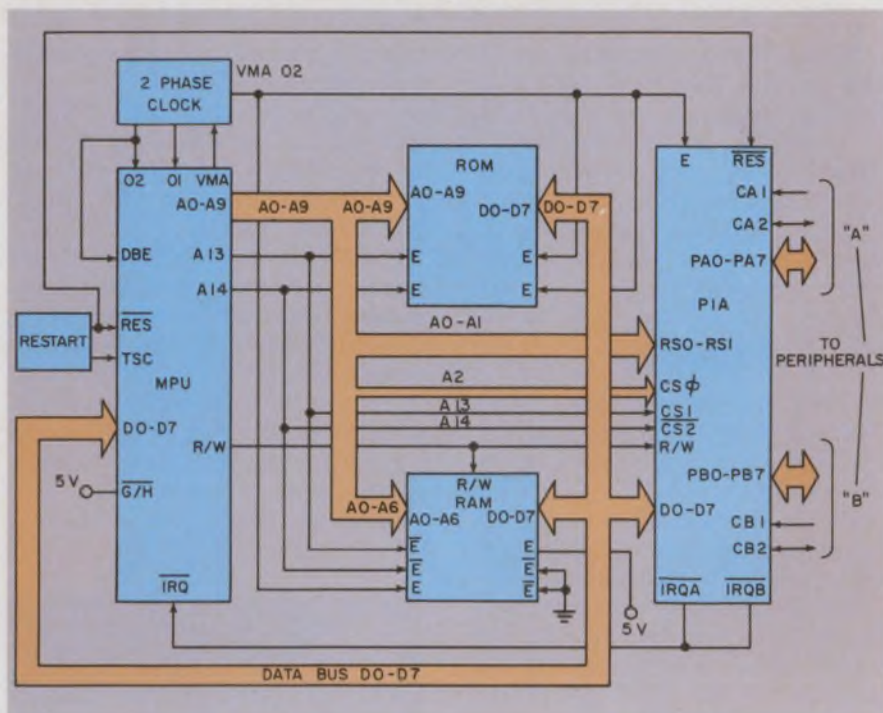 VMA O2
2 PHASE
CLOCK
O2 O1 VMA
A0-A9
A0-A9
A0-A9
ROM
A0-A9
D0-D7
D0-D7
E
E
E
E
E
RES
CA1
CA2
"A"
PA0-PA7
PIA
DBE
A13
A14
RES
RESTART
TSC
MPU
A0-A1
RS0-RS1
TO
PERIPHERALS
A2
CSϕ
A13
CS1
A14
CS2
D0-D7
R/W
R/W
R/W
RAM
PB0-PB7
5V
G/H
A0-A6
A0-A6
D0-D7
D0-D7
"B"
CB1
CB2
E
E
E
E
E
E
IRQ
5V
IRQA
IRQB
DATA BUS D0-D7